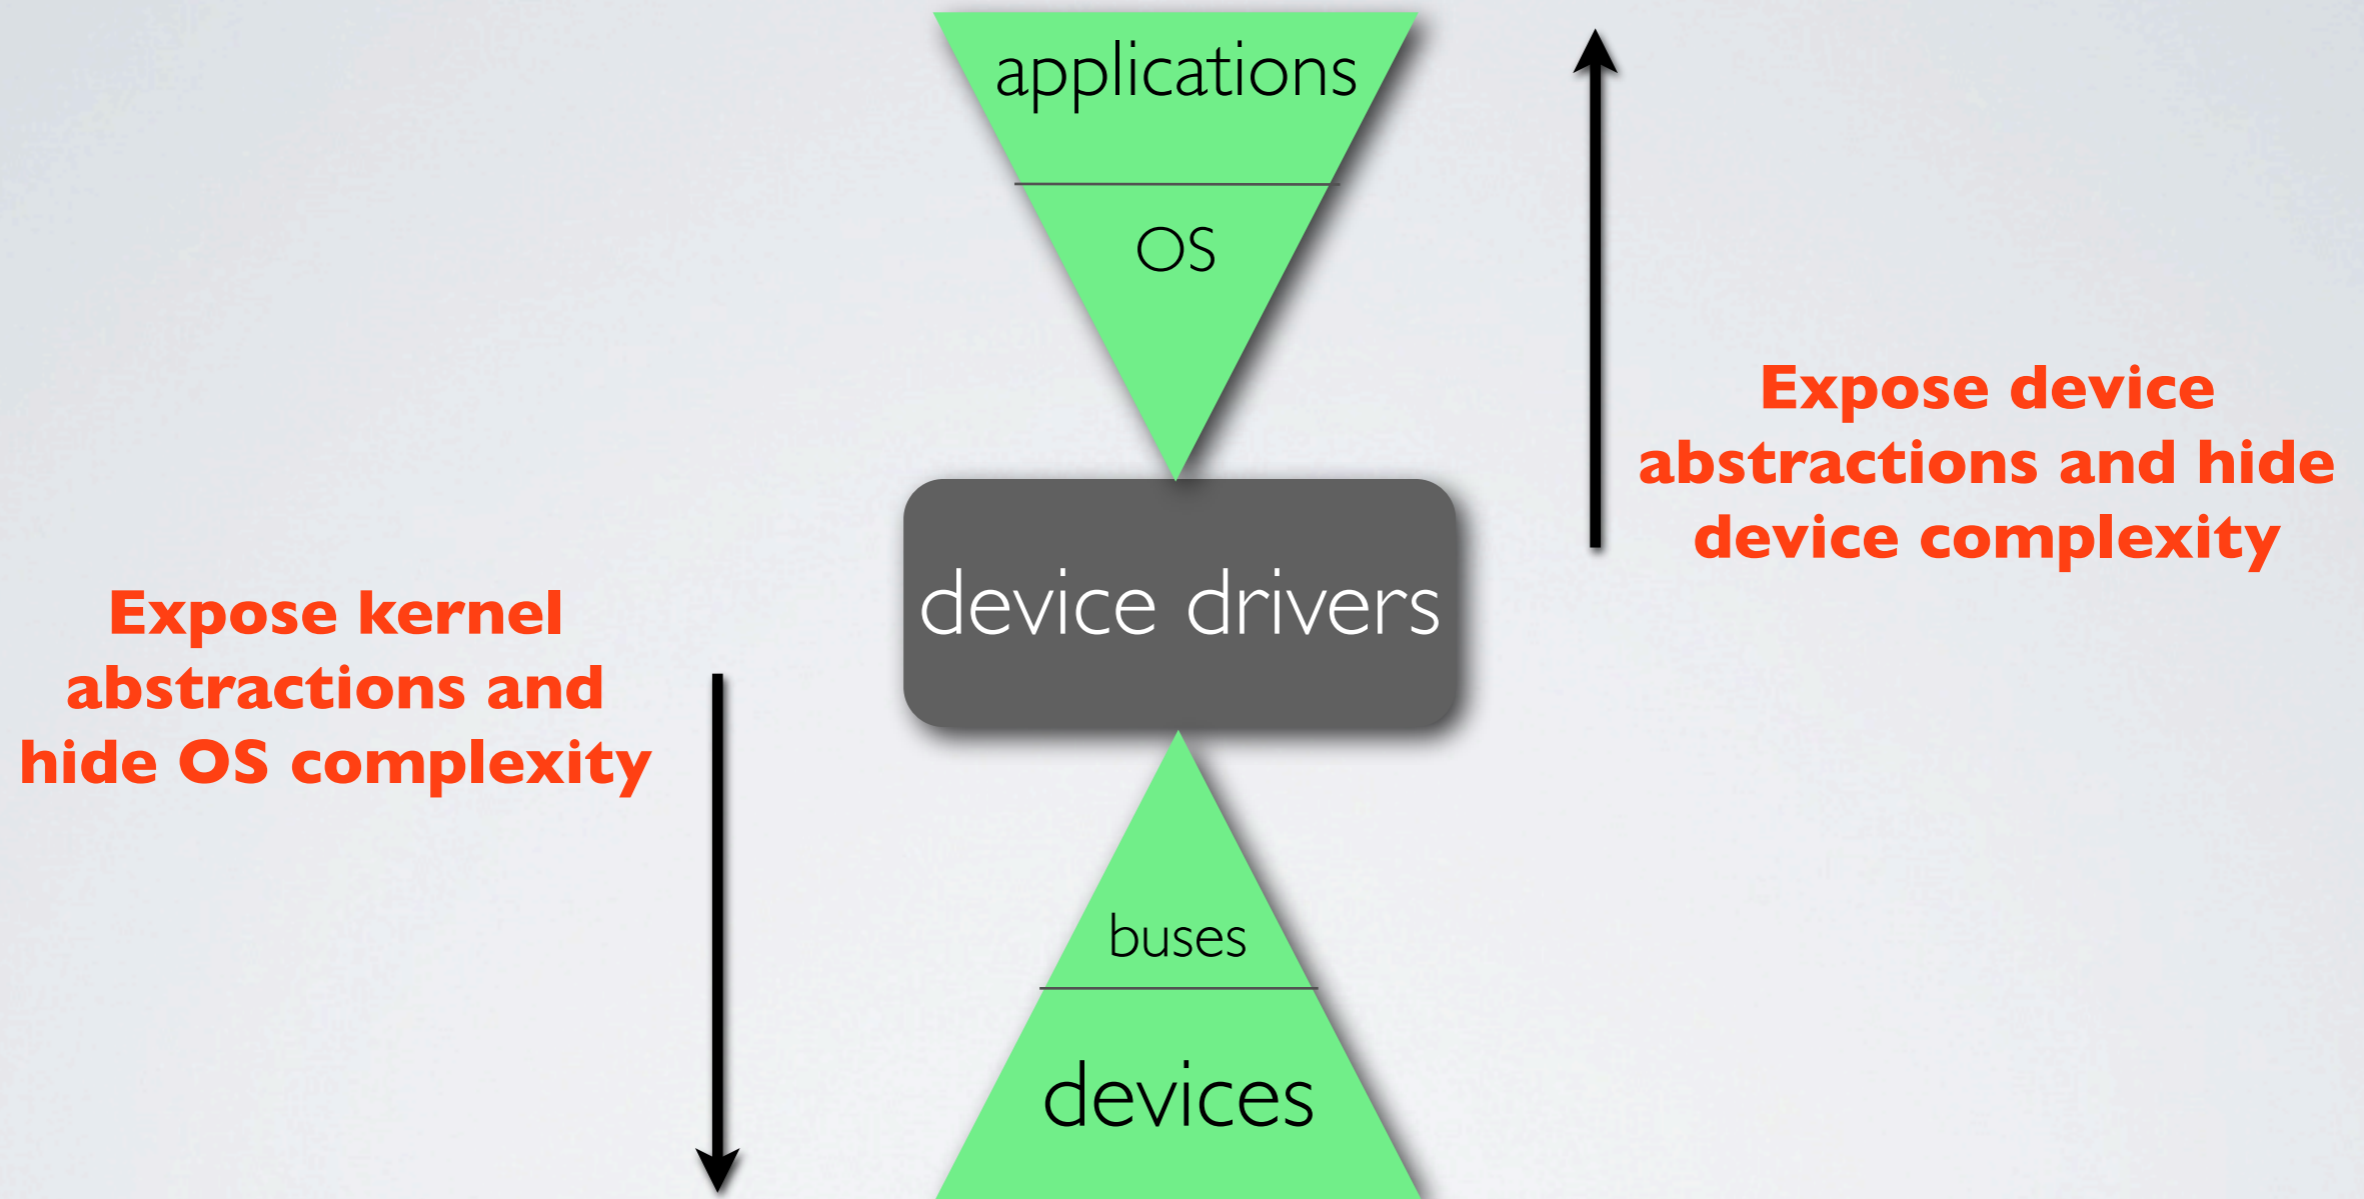 applications
OS
Expose device
abstractions and hide
device complexity
device drivers
Expose kernel
abstractions and
hide OS complexity
buses
devices